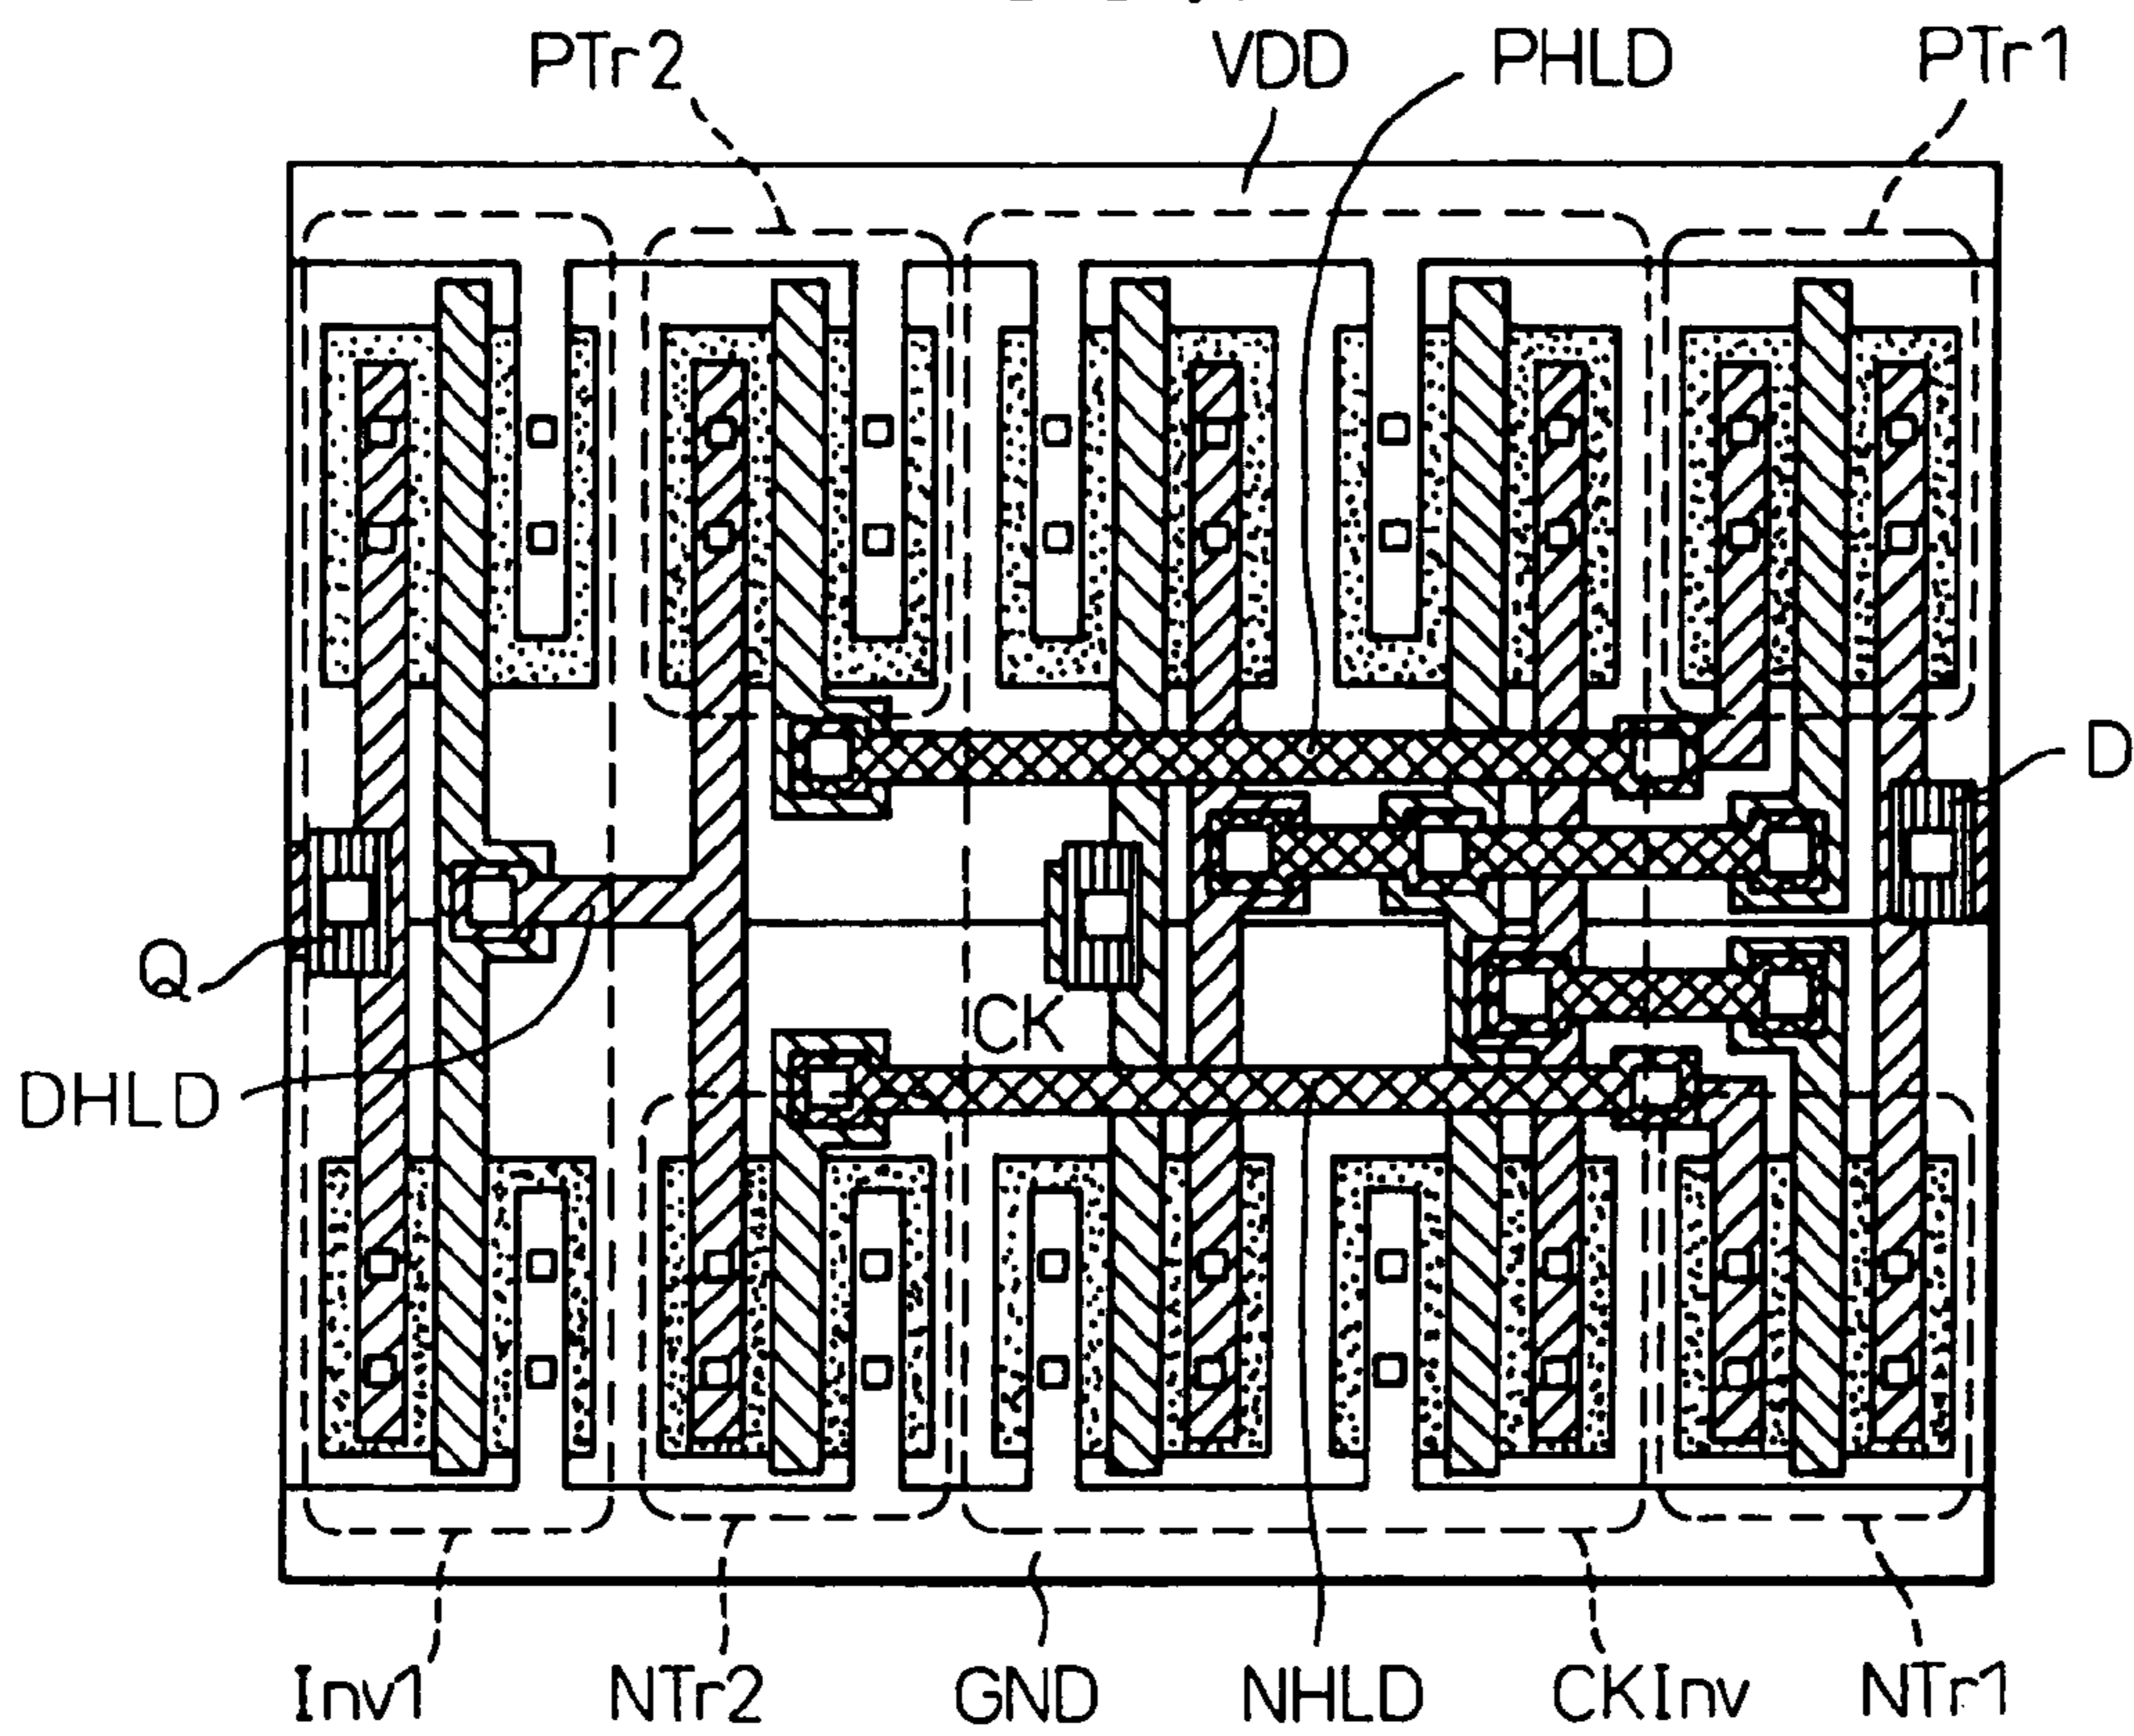 PTr2 VDD PHLD PTr1
D
Q
CK
DHLD
Inv1 NTr2 GND NHLD CKInv NTr1